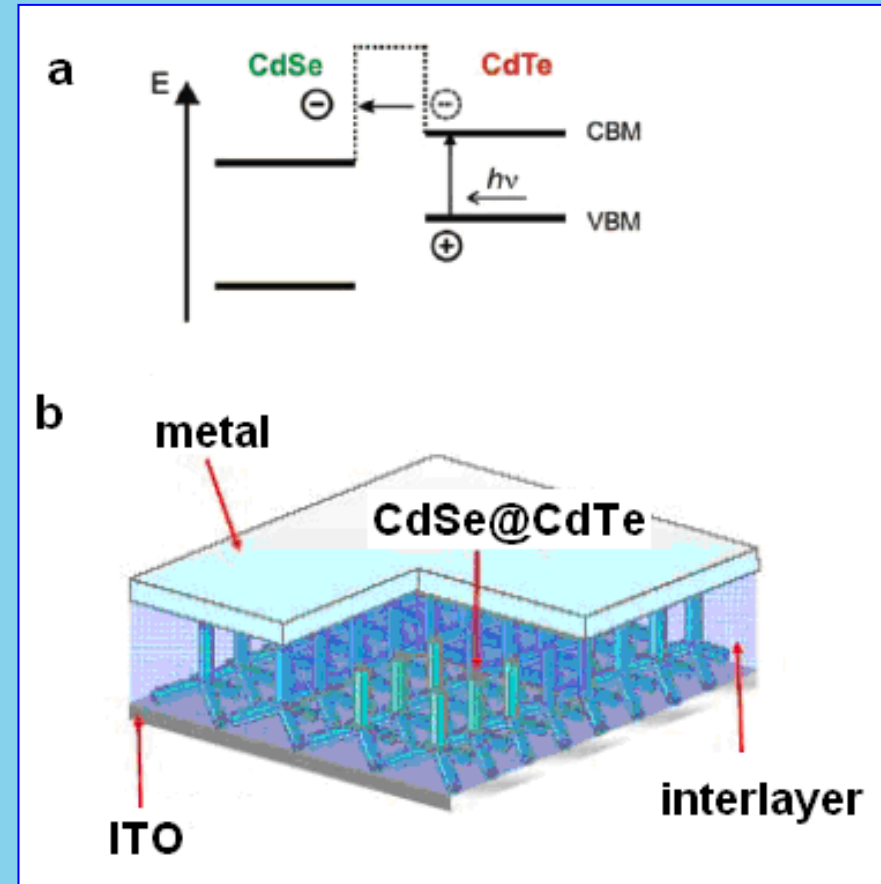 a
CdSe
CdTe
E
⊖
⊖
CBM
hν
VBM
⊕
b
metal
CdSe@CdTe
interlayer
ITO